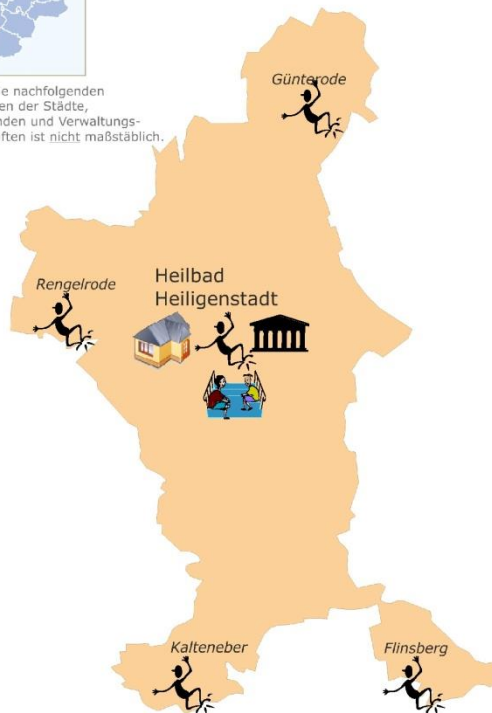 e nachfolgenden
en der Städte,
nden und Verwaltungs-
ften ist nicht maßstäblich.
Günterode
Rengelrode
Heilbad
Heiligenstadt
Kalteneber
Flinsberg